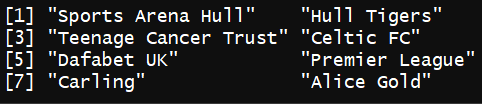 [1] "Sports Arena Hull"    "Hull Tigers"
[3] "Teenage Cancer Trust" "Celtic FC"
[5] "Dafabet UK"           "Premier League"
[7] "Carling"              "Alice Gold"